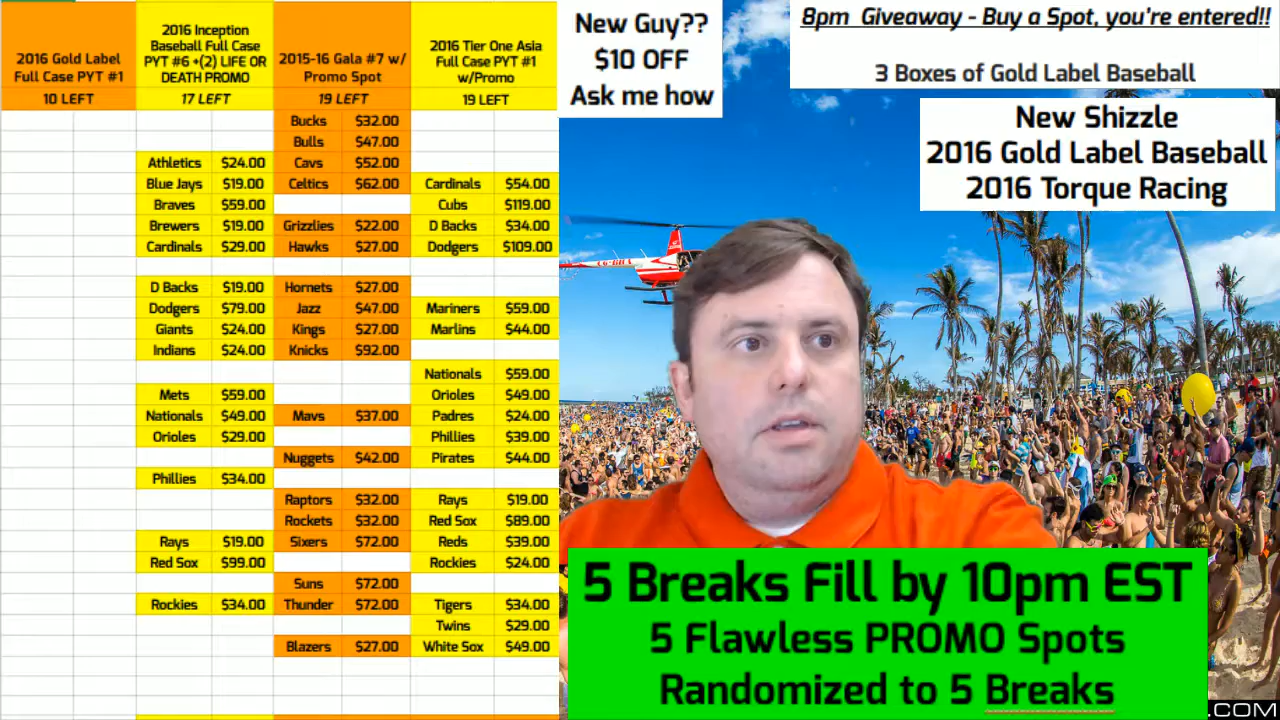 2016 Gold Label
Full Case PYT #1
10 LEFT
2016 Inception
Baseball Full Case
PYT #6 +(2) LIFE OR
DEATH PROMO
17 LEFT
2015-16 Gala #7 w/
Promo Spot
19 LEFT
2016 Tier One Asia
Full Case PYT #1
w/Promo
19 LEFT
Bucks $32.00
Bulls $47.00
Athletics $24.00 Cavs $52.00
Blue Jays $19.00 Celtics $62.00 Cardinals $54.00
Braves $59.00 Cubs $119.00
Brewers $19.00 Grizzlies $22.00 D Backs $34.00
Cardinals $29.00 Hawks $27.00 Dodgers $109.00
D Backs $19.00 Hornets $27.00
Dodgers $79.00 Jazz $47.00 Mariners $59.00
Giants $24.00 Kings $27.00 Marlins $44.00
Indians $24.00 Knicks $92.00
Nationals $59.00
Mets $59.00 Orioles $49.00
Nationals $49.00 Mavs $37.00 Padres $24.00
Orioles $29.00 Phillies $39.00
Nuggets $42.00 Pirates $44.00
Phillies $34.00
Raptors $32.00 Rays $19.00
Rockets $32.00 Red Sox $89.00
Rays $19.00 Sixers $72.00 Reds $39.00
Red Sox $99.00 Rockies $24.00
Suns $72.00
Rockies $34.00 Thunder $72.00 Tigers $34.00
Twins $29.00
Blazers $27.00 White Sox $49.00
New Guy??
$10 OFF
Ask me how
8pm Giveaway - Buy a Spot, you're entered!!
3 Boxes of Gold Label Baseball
New Shizzle
2016 Gold Label Baseball
2016 Torque Racing
5 Breaks Fill by 10pm EST
5 Flawless PROMO Spots
Randomized to 5 Breaks
.COM